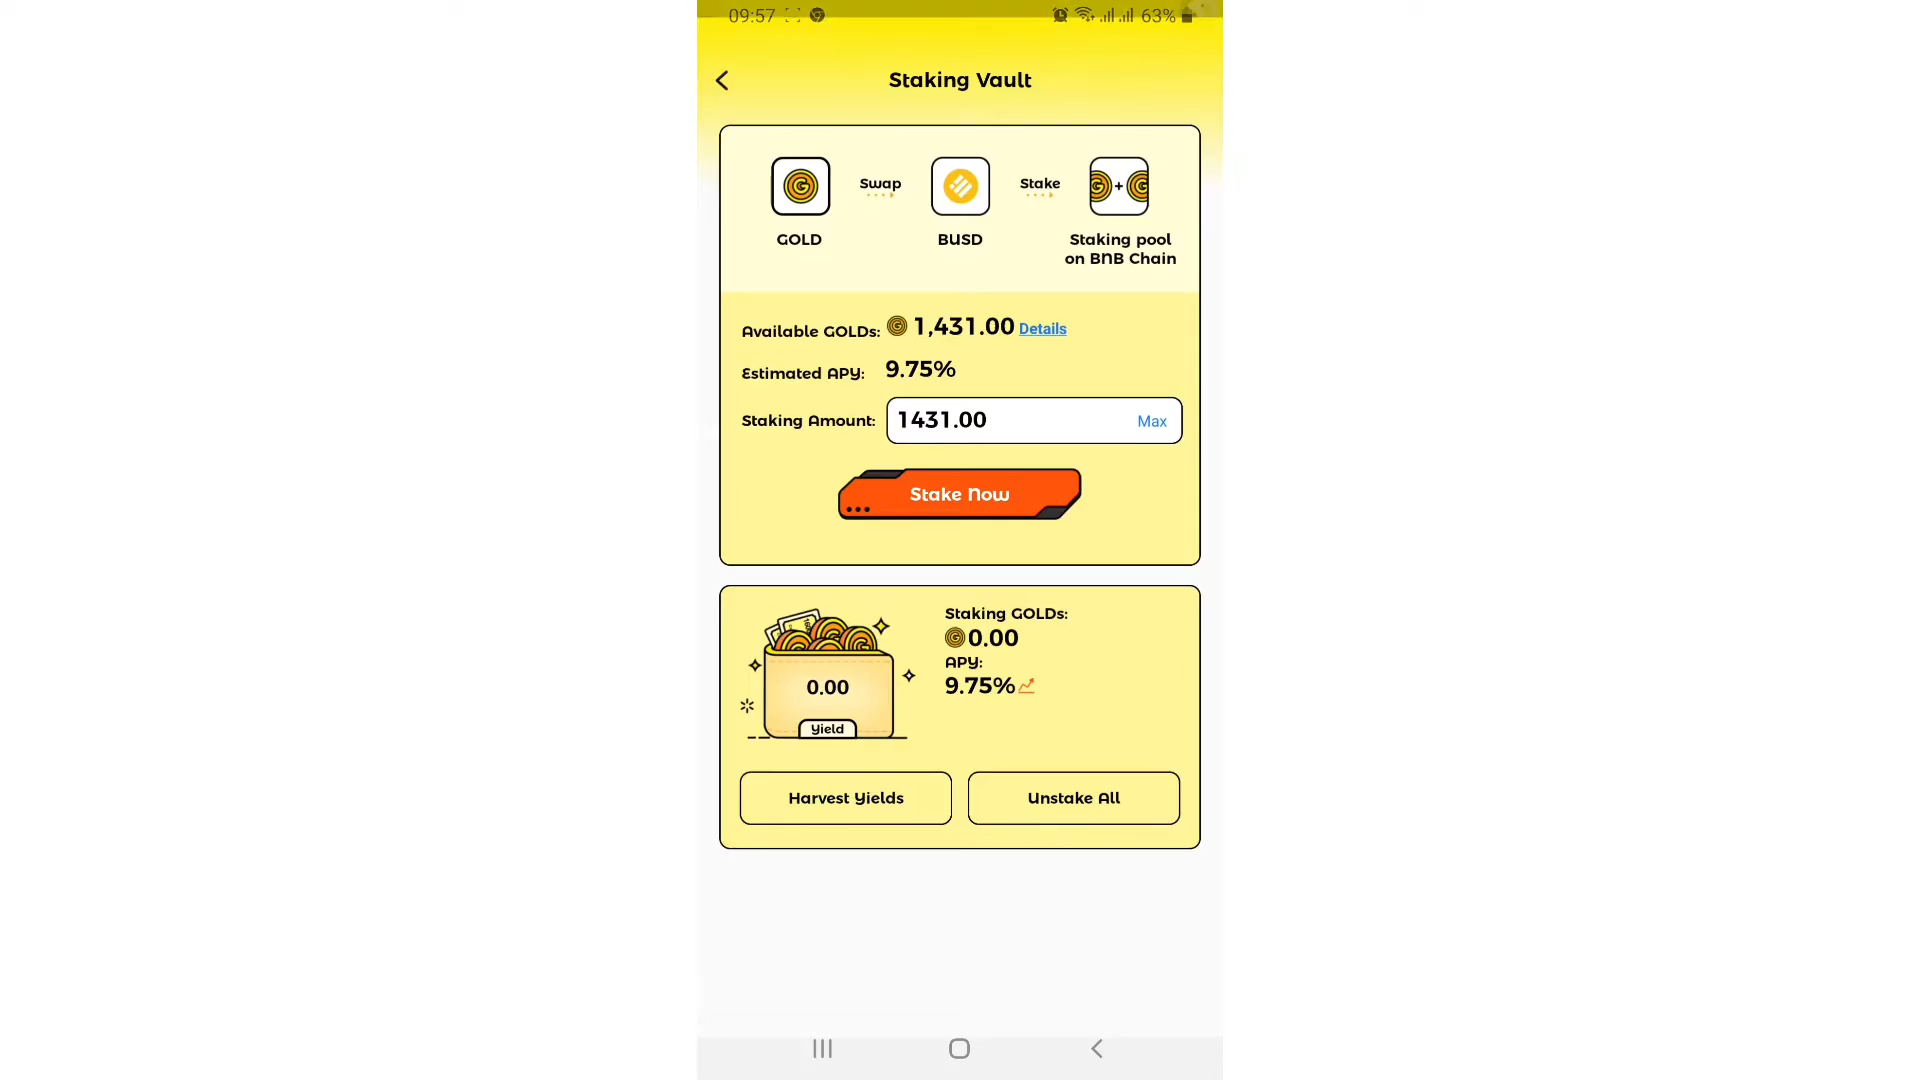 09:57 63%
Staking Vault
Swap Stake
GOLD BUSD Staking pool
on BNB Chain
Available GOLDs: 1,431.00 Details
Estimated APY: 9.75%
Staking Amount: 1431.00 Max
Stake Now
Staking GOLDs:
0.00
APY:
9.75%
0.00
Yield
Harvest Yields Unstake All